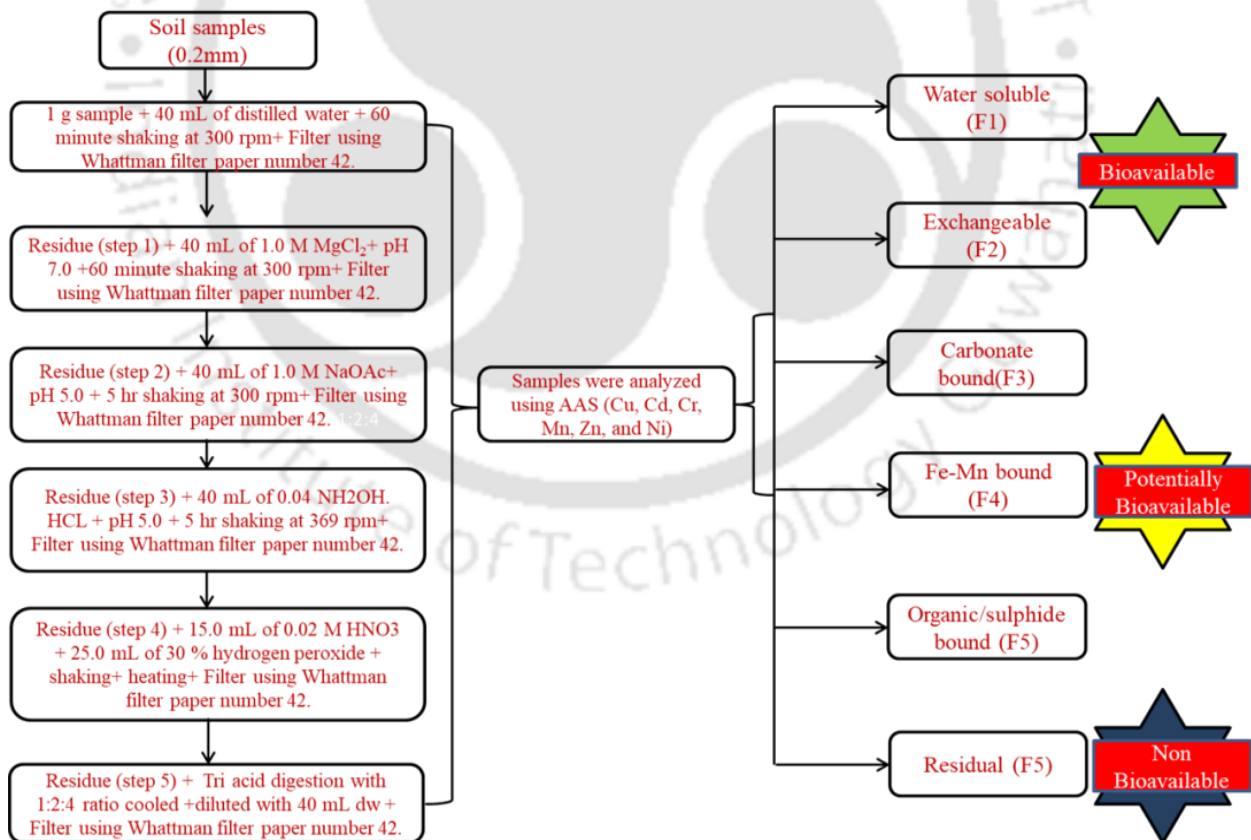 Soil samples
(0.2mm)
1 g sample + 40 mL of distilled water + 60
minute shaking at 300 rpm+ Filter using
Whattman filter paper number 42.
Residue (step 1) + 40 mL of 1.0 M MgCl₂+ pH
7.0 +60 minute shaking at 300 rpm+ Filter
using Whattman filter paper number 42.
Residue (step 2) + 40 mL of 1.0 M NaOAc+
pH 5.0 + 5 hr shaking at 300 rpm+ Filter using
Whattman filter paper number 42. 1:2:4
Residue (step 3) + 40 mL of 0.04 NH2OH.
HCL + pH 5.0 + 5 hr shaking at 369 rpm+
Filter using Whattman filter paper number 42.
Residue (step 4) + 15.0 mL of 0.02 M HNO3
+ 25.0 mL of 30 % hydrogen peroxide +
shaking+ heating+ Filter using Whattman
filter paper number 42.
Residue (step 5) + Tri acid digestion with
1:2:4 ratio cooled +diluted with 40 mL dw +
Filter using Whattman filter paper number 42.
Samples were analyzed
using AAS (Cu, Cd, Cr,
Mn, Zn, and Ni)
Water soluble
(F1)
Exchangeable
(F2)
Bioavailable
Carbonate
bound(F3)
Fe-Mn bound
(F4)
Potentially
Bioavailable
Organic/sulphide
bound (F5)
Residual (F5)
Non
Bioavailable
Indian Institute of Technology Guwahati